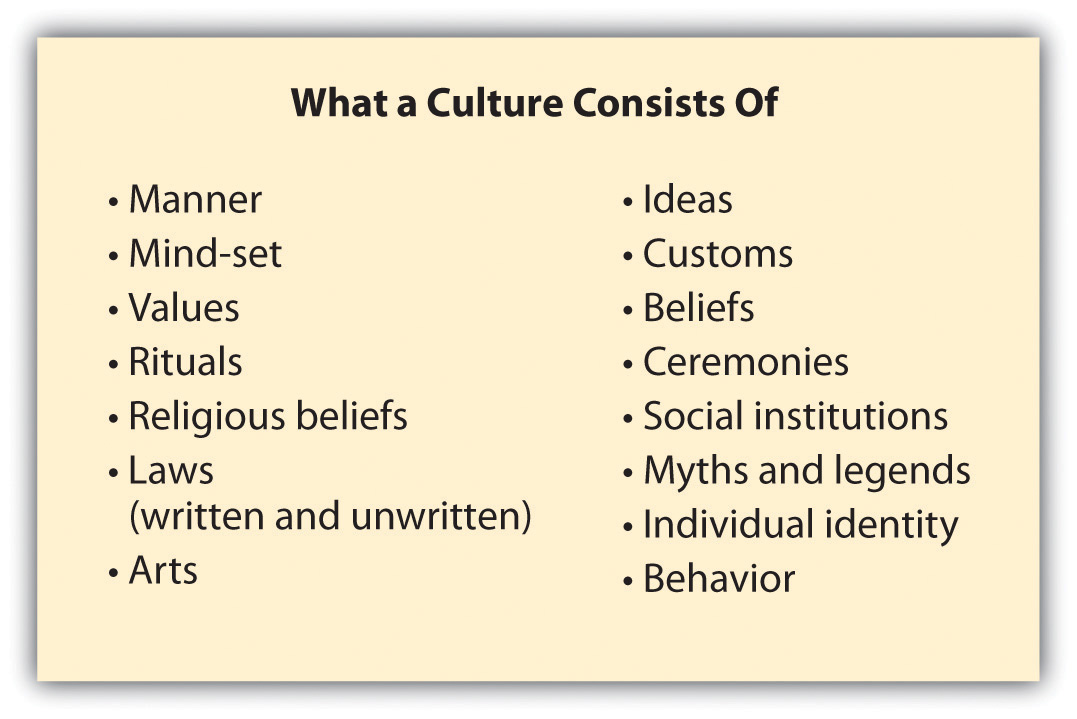 What a Culture Consists Of
• Manner
• Mind-set
• Values
• Rituals
• Religious beliefs
• Laws
(written and unwritten)
• Arts
• Ideas
• Customs
• Beliefs
• Ceremonies
• Social institutions
• Myths and legends
• Individual identity
• Behavior